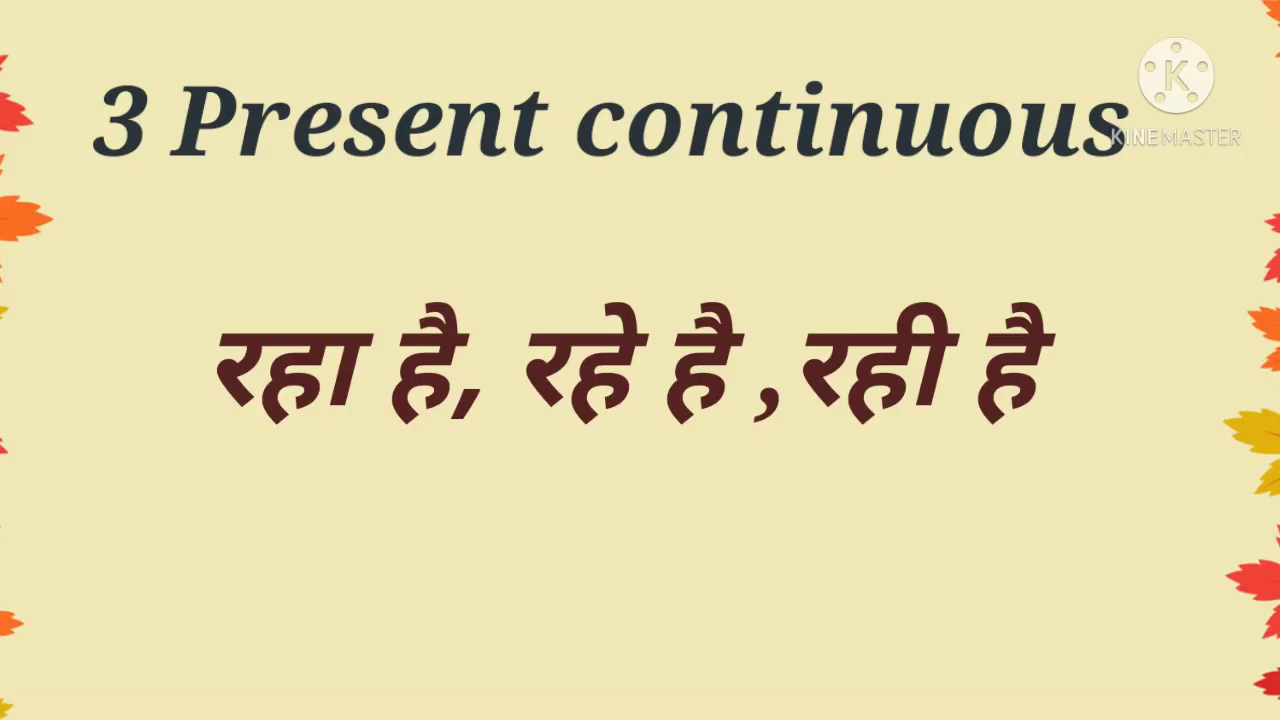 3 Present continuous
K
KINEMASTER
रहा है, रहे है ,रही है